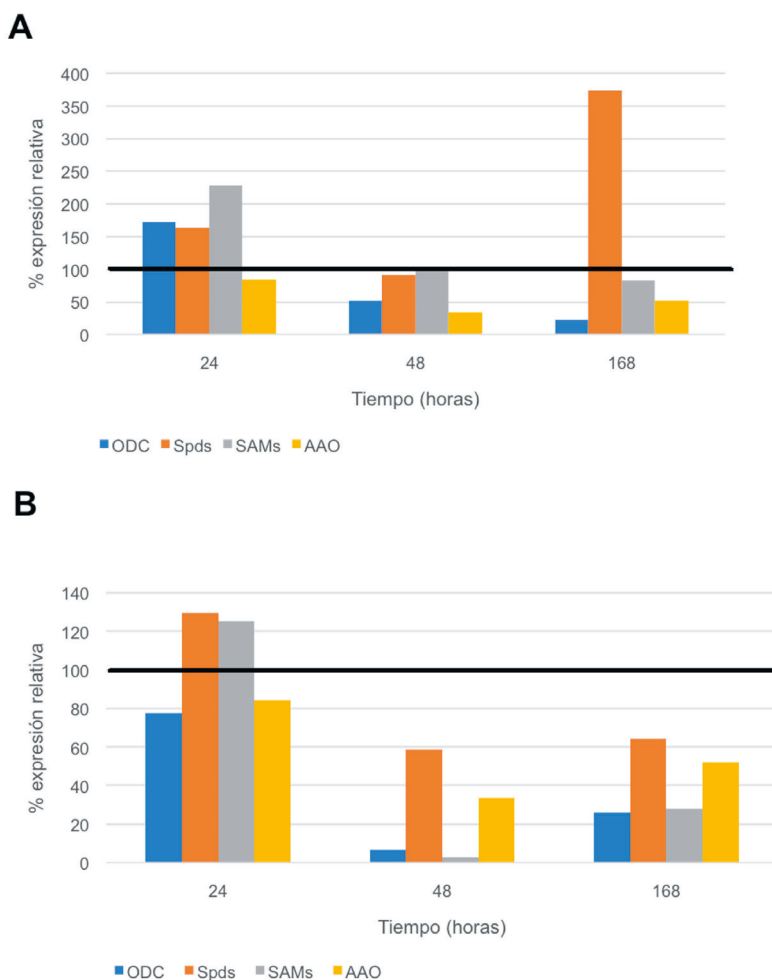 A
400
350
300
250
200
150
100
50
0
% expresión relativa
24 48 168
Tiempo (horas)
ODC Spds SAMs AAO
B
140
120
100
80
60
40
20
0
% expresión relativa
24 48 168
Tiempo (horas)
ODC Spds SAMs AAO